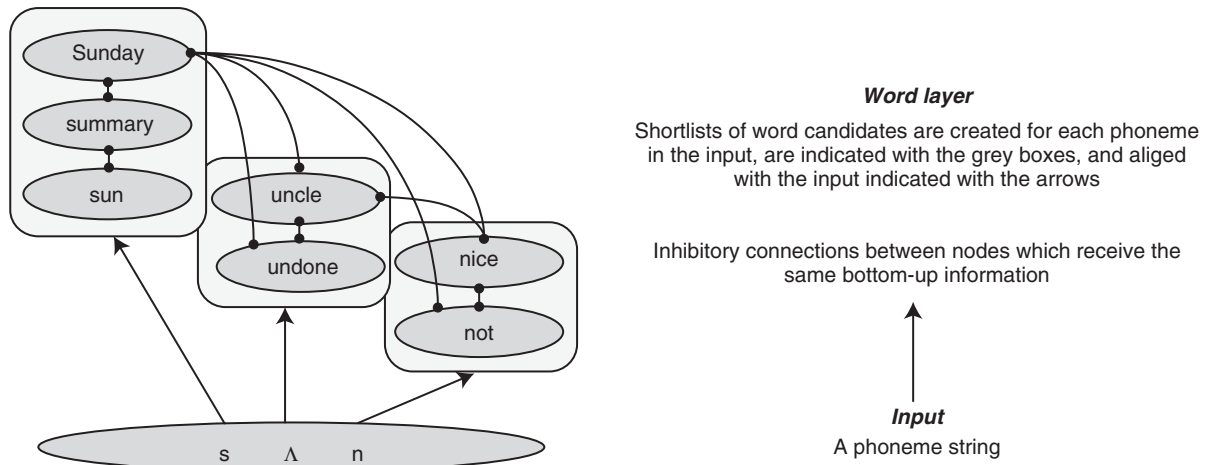 Sunday
summary
sun
uncle
undone
nice
not
s Λ n
Word layer
Shortlists of word candidates are created for each phoneme
in the input, are indicated with the grey boxes, and aliged
with the input indicated with the arrows
Inhibitory connections between nodes which receive the
same bottom-up information
Input
A phoneme string